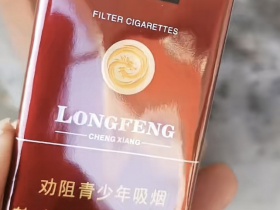 FILTER CIGARETTES
LONGFENG
CHENG XIANG
劝阻青少年吸烟